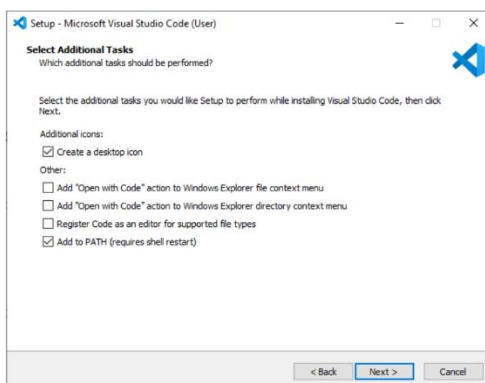 Setup - Microsoft Visual Studio Code (User)
Select Additional Tasks
Which additional tasks should be performed?
Select the additional tasks you would like Setup to perform while installing Visual Studio Code, then click
Next.
Additional icons:
Create a desktop icon
Other:
Add "Open with Code" action to Windows Explorer file context menu
Add "Open with Code" action to Windows Explorer directory context menu
Register Code as an editor for supported file types
Add to PATH (requires shell restart)
< Back
Next >
Cancel